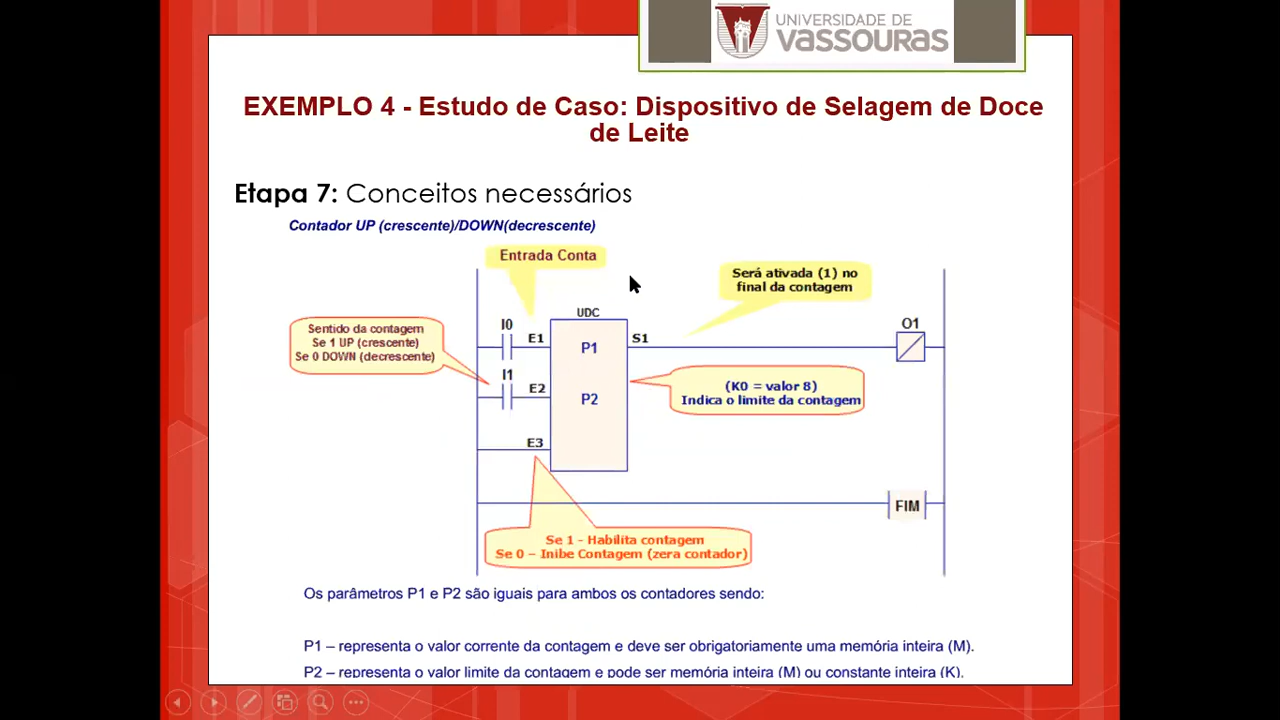 UNIVERSIDADE DE
VASSOURAS
EXEMPLO 4 - Estudo de Caso: Dispositivo de Selagem de Doce
de Leite
Etapa 7: Conceitos necessários
Contador UP (crescente)/DOWN(decrescente)
Entrada Conta
Será ativada (1) no
final da contagem
UDC
Sentido da contagem
Se 1 UP (crescente)
Se 0 DOWN (decrescente)
I0
E1
P1
S1
O1
I1
E2
P2
(K0 = valor 8)
Indica o limite da contagem
E3
FIM
Se 1 - Habilita contagem
Se 0 – Inibe Contagem (zera contador)
Os parâmetros P1 e P2 são iguais para ambos os contadores sendo:
P1 – representa o valor corrente da contagem e deve ser obrigatoriamente uma memória inteira (M).
P2 – representa o valor limite da contagem e pode ser memória inteira (M) ou constante inteira (K).